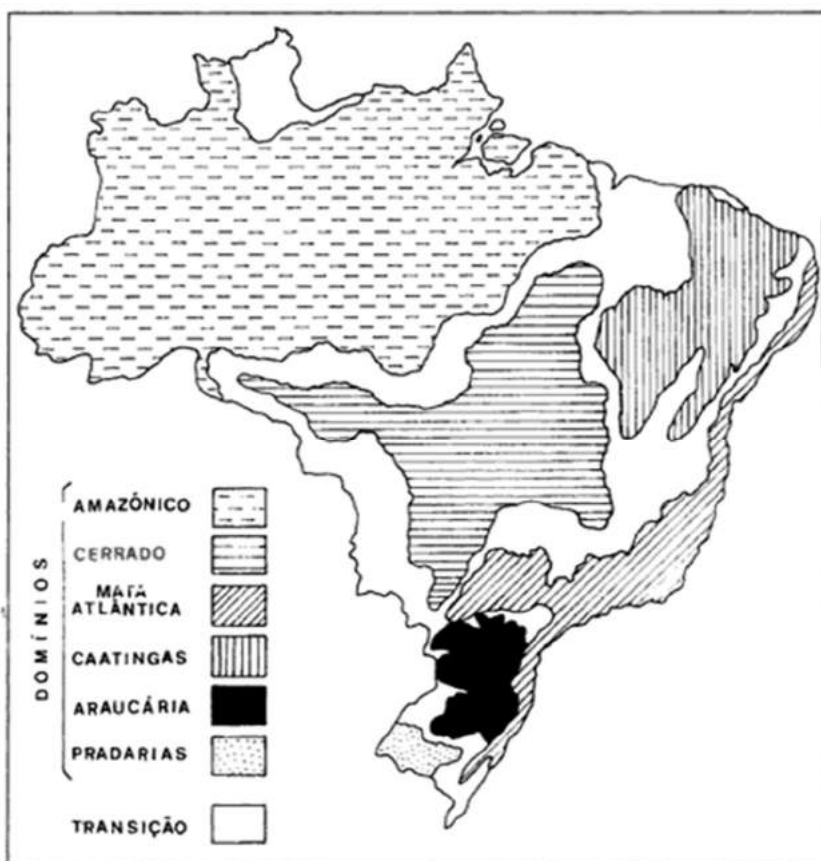 DOMÍNIOS
AMAZÔNICO
CERRADO
MATA
ATLÂNTICA
CAATINGAS
ARAUCÁRIA
PRADARIAS
TRANSIÇÃO